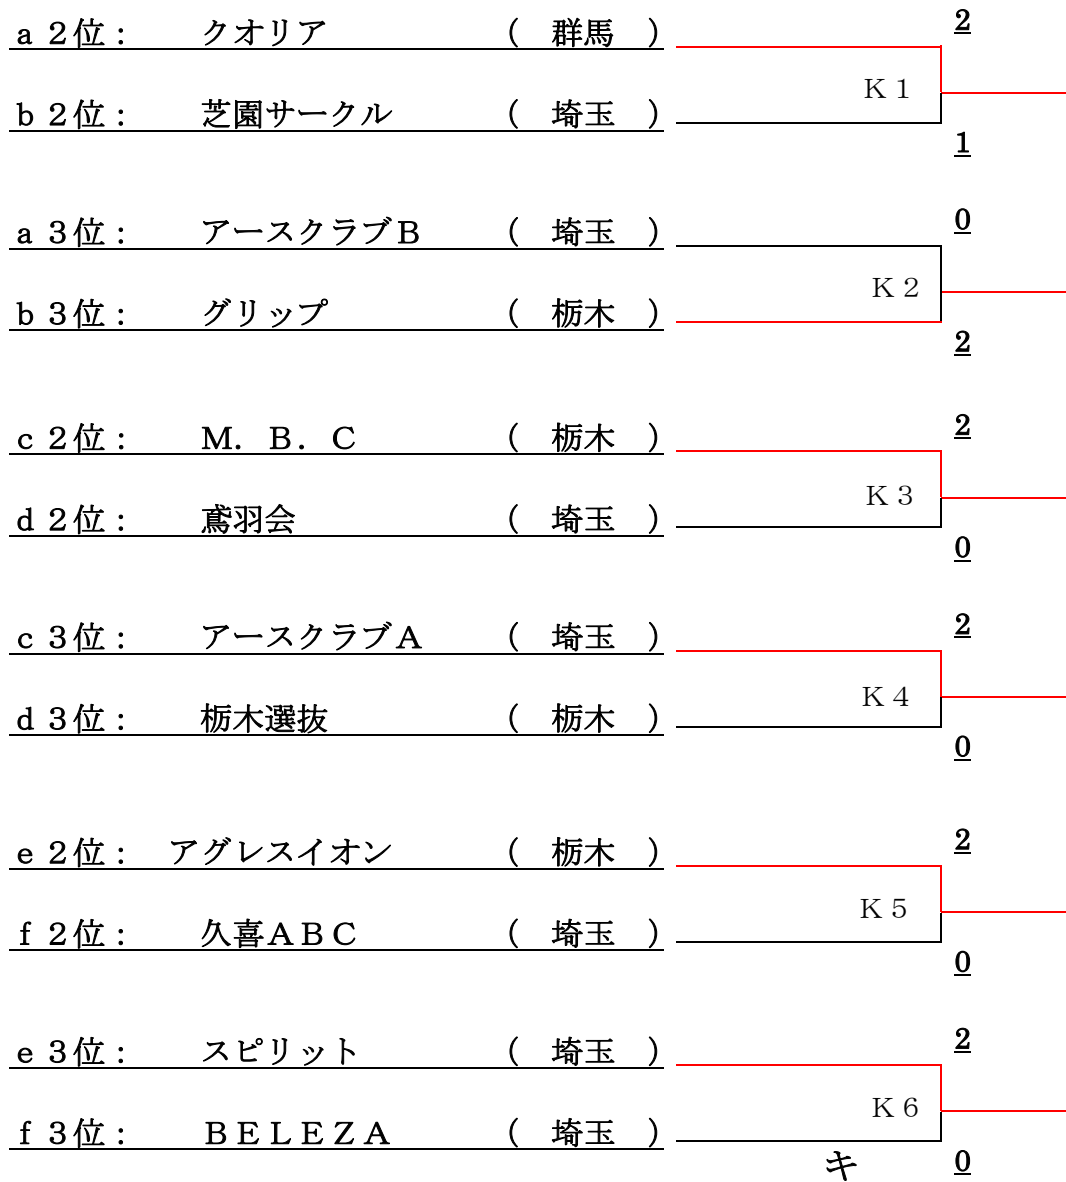 ２
ａ２位：　クオリア　（　群馬　）
Ｋ１
ｂ２位：　芝園サークル　（　埼玉　）
１
０
ａ３位：　アースクラブＢ　（　埼玉　）
Ｋ２
ｂ３位：　グリップ　（　栃木　）
２
２
ｃ２位：　Ｍ．Ｂ．Ｃ　（　栃木　）
Ｋ３
ｄ２位：　鳶羽会　（　埼玉　）
０
２
ｃ３位：　アースクラブＡ　（　埼玉　）
Ｋ４
ｄ３位：　栃木選抜　（　栃木　）
０
２
ｅ２位：　アグレスイオン　（　栃木　）
Ｋ５
ｆ２位：　久喜ＡＢＣ　（　埼玉　）
０
２
ｅ３位：　スピリット　（　埼玉　）
Ｋ６
ｆ３位：　ＢＥＬＥＺＡ　（　埼玉　）
キ
０